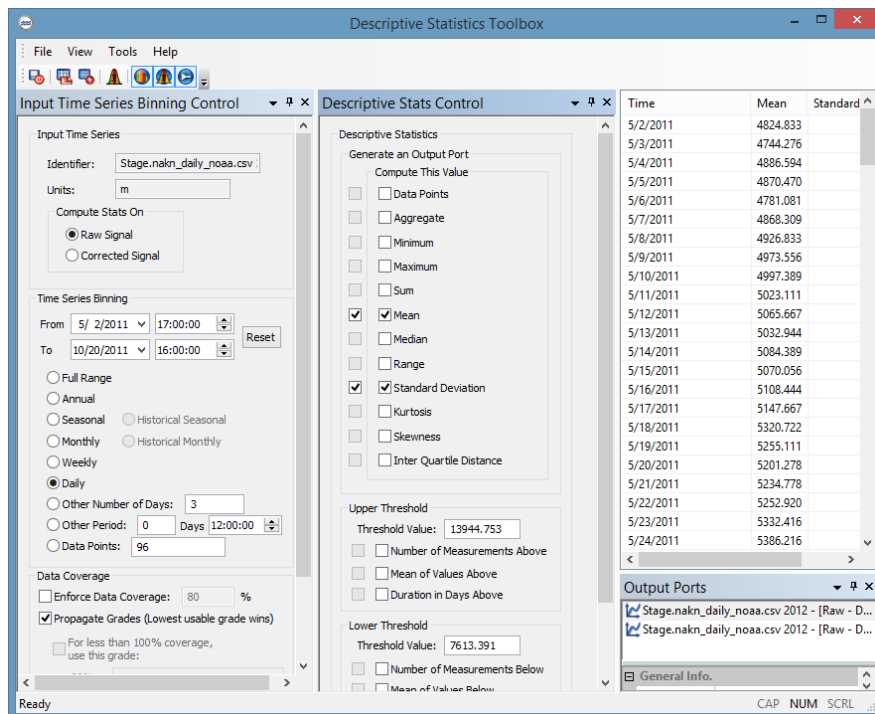 Descriptive Statistics Toolbox
File View Tools Help
Input Time Series Binning Control
Input Time Series
Identifier: Stage.nakn_daily_noaa.csv
Units: m
Compute Stats On
Raw Signal
Corrected Signal
Time Series Binning
From 5/ 2/2011 17:00:00
To 10/20/2011 16:00:00
Reset
Full Range
Annual
Seasonal Historical Seasonal
Monthly Historical Monthly
Weekly
Daily
Other Number of Days: 3
Other Period: 0 Days 12:00:00
Data Points: 96
Data Coverage
Enforce Data Coverage: 80 %
Propagate Grades (Lowest usable grade wins)
For less than 100% coverage,
use this grade:
Descriptive Stats Control
Descriptive Statistics
Generate an Output Port
Compute This Value
Data Points
Aggregate
Minimum
Maximum
Sum
Mean
Median
Range
Standard Deviation
Kurtosis
Skewness
Inter Quartile Distance
Upper Threshold
Threshold Value: 13944.753
Number of Measurements Above
Mean of Values Above
Duration in Days Above
Lower Threshold
Threshold Value: 7613.391
Number of Measurements Below
Mean of Values Below
Time Mean Standard
5/2/2011 4824.833
5/3/2011 4744.276
5/4/2011 4886.594
5/5/2011 4870.470
5/6/2011 4781.081
5/7/2011 4868.309
5/8/2011 4926.833
5/9/2011 4973.556
5/10/2011 4997.389
5/11/2011 5023.111
5/12/2011 5065.667
5/13/2011 5032.944
5/14/2011 5084.389
5/15/2011 5070.056
5/16/2011 5108.444
5/17/2011 5147.667
5/18/2011 5320.722
5/19/2011 5255.111
5/20/2011 5201.278
5/21/2011 5234.778
5/22/2011 5252.920
5/23/2011 5332.416
5/24/2011 5386.216
Output Ports
Stage.nakn_daily_noaa.csv 2012 - [Raw - D...
Stage.nakn_daily_noaa.csv 2012 - [Raw - D...
General Info.
Ready
CAP NUM SCRL